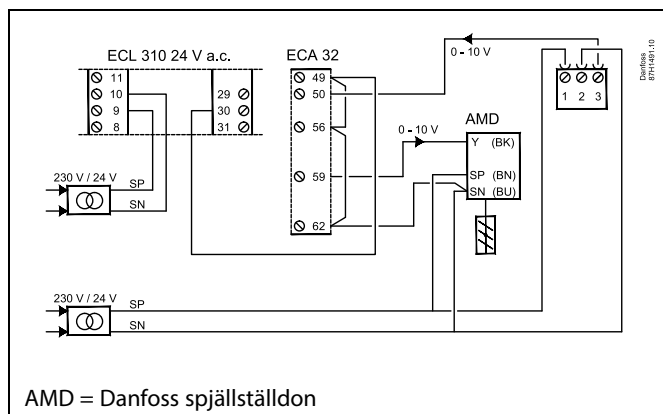 ECL 310 24 V a.c.
ECA 32
0 - 10 V
Danfoss
87H1491.10
11
10
9
8
29
30
31
49
50
56
59
62
1 2 3
AMD
0 - 10 V
Y (BK)
SP (BN)
SN (BU)
230 V / 24 V
SP
SN
230 V / 24 V
SP
SN
AMD = Danfoss spjällställdon